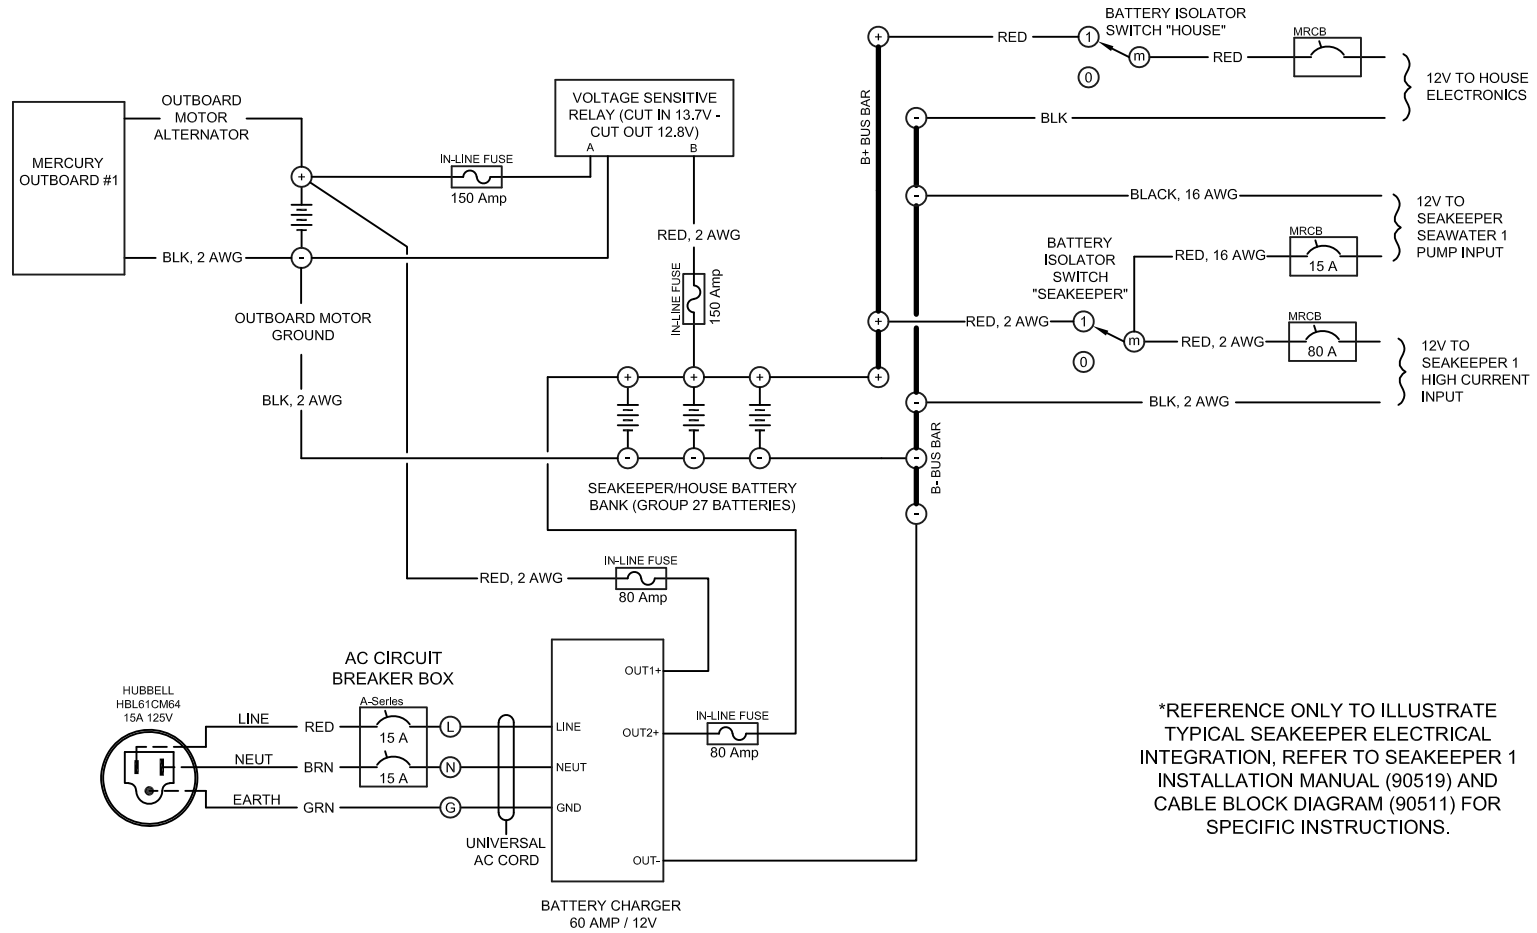 BATTERY ISOLATOR
SWITCH "HOUSE"
RED
1
m
0
RED
MRCB
12V TO HOUSE
ELECTRONICS
+
B+ BUS BAR
-
BLK
OUTBOARD
MOTOR
ALTERNATOR
MERCURY
OUTBOARD #1
VOLTAGE SENSITIVE
RELAY (CUT IN 13.7V -
CUT OUT 12.8V)
A
B
IN-LINE FUSE
150 Amp
+
-
BLK, 2 AWG
RED, 2 AWG
IN-LINE FUSE
150 Amp
-
BLACK, 16 AWG
12V TO
SEAKEEPER
SEAWATER 1
PUMP INPUT
BATTERY
ISOLATOR
SWITCH
"SEAKEEPER"
RED, 16 AWG
MRCB
15 A
+
RED, 2 AWG
1
m
0
RED, 2 AWG
MRCB
80 A
12V TO
SEAKEEPER 1
HIGH CURRENT
INPUT
-
BLK, 2 AWG
OUTBOARD MOTOR
GROUND
BLK, 2 AWG
+
+
+
+
-
-
-
-
B- BUS BAR
-
SEAKEEPER/HOUSE BATTERY
BANK (GROUP 27 BATTERIES)
RED, 2 AWG
IN-LINE FUSE
80 Amp
AC CIRCUIT
BREAKER BOX
HUBBELL
HBL61CM64
15A 125V
A-Series
LINE
RED
15 A
L
NEUT
BRN
15 A
N
EARTH
GRN
G
UNIVERSAL
AC CORD
OUT1+
LINE
OUT2+
NEUT
GND
OUT-
IN-LINE FUSE
80 Amp
BATTERY CHARGER
60 AMP / 12V
*REFERENCE ONLY TO ILLUSTRATE
TYPICAL SEAKEEPER ELECTRICAL
INTEGRATION, REFER TO SEAKEEPER 1
INSTALLATION MANUAL (90519) AND
CABLE BLOCK DIAGRAM (90511) FOR
SPECIFIC INSTRUCTIONS.